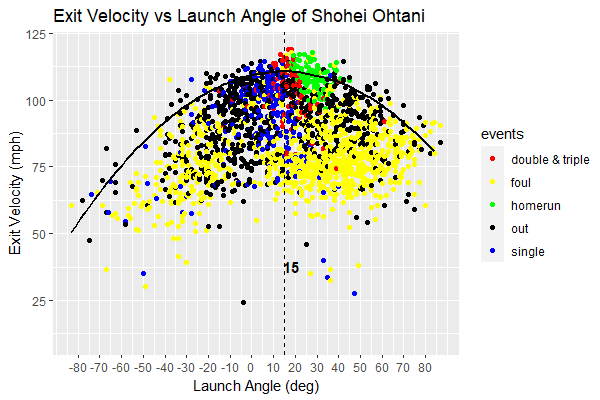 Exit Velocity vs Launch Angle of Shohei Ohtani
Exit Velocity (mph)
125
100
75
50
25
15
-80 -70 -60 -50 -40 -30 -20 -10 0 10 20 30 40 50 60 70 80
Launch Angle (deg)
events
double & triple
foul
homerun
out
single